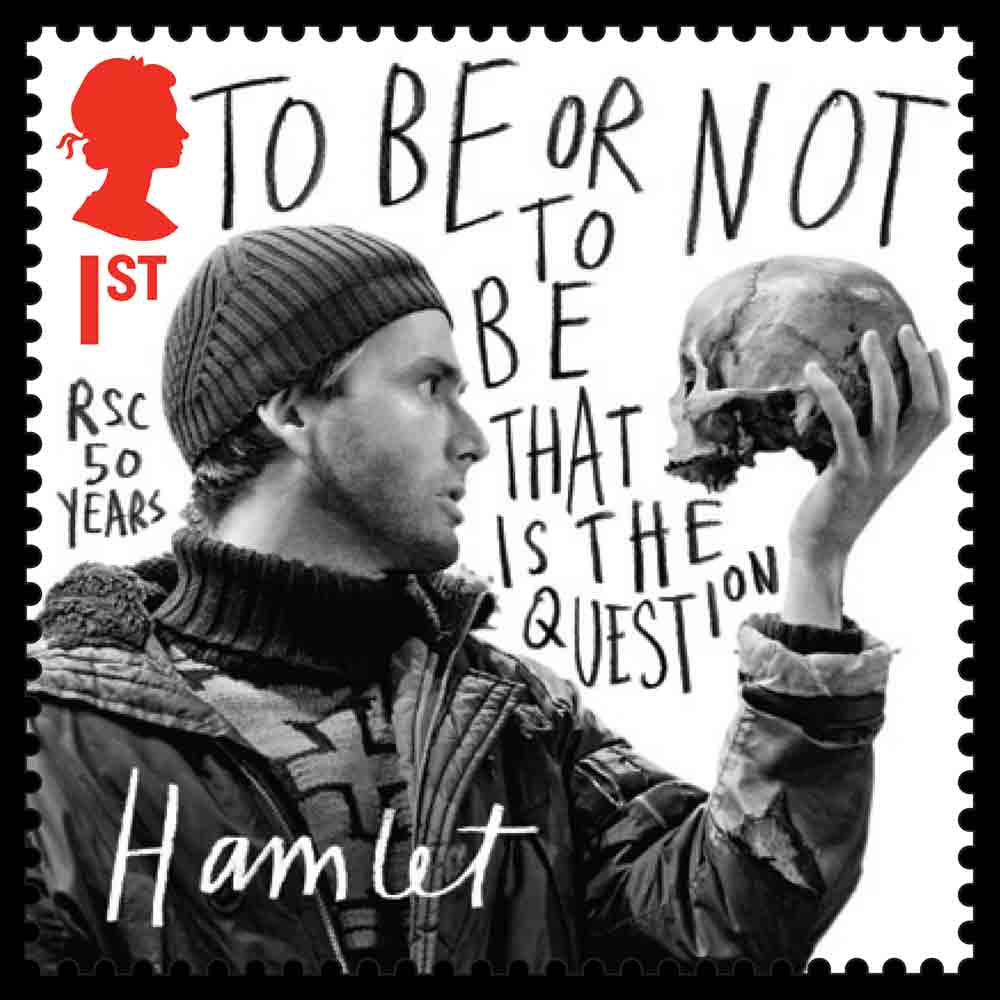 TO BE OR NOT
TO
BE
THAT
IS THE
QUESTION
1ST
RSC
50
YEARS
Hamlet